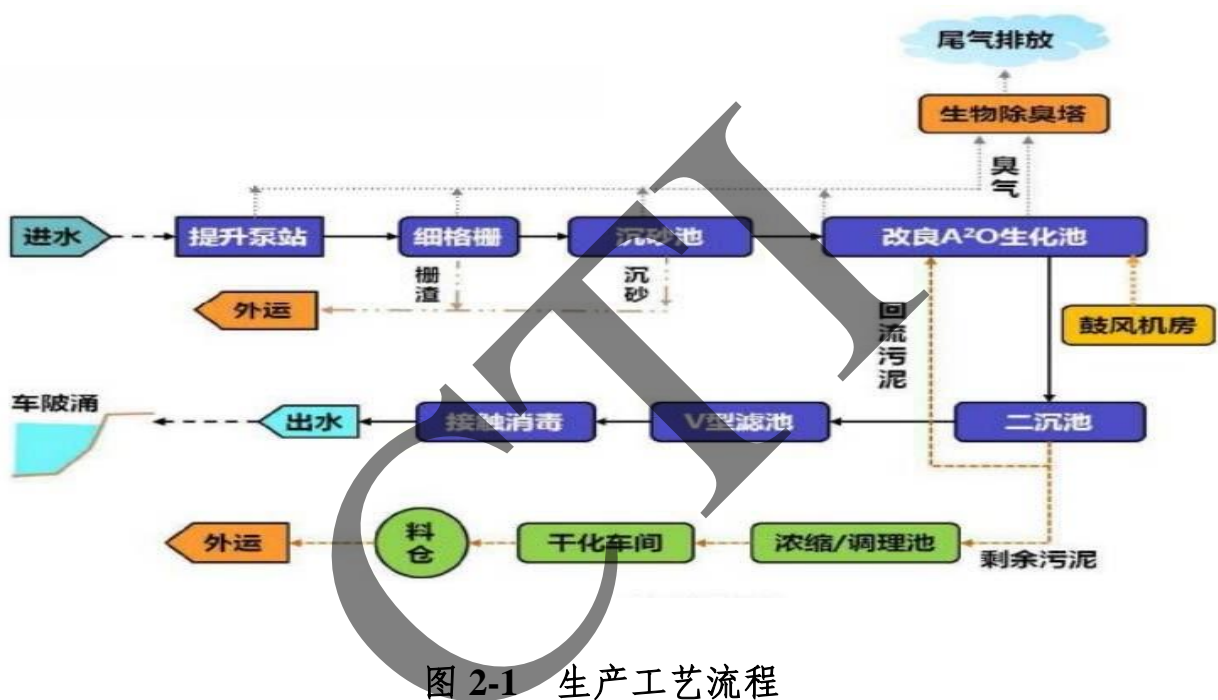 尾气排放
生物除臭塔
臭气
进水
提升泵站
细格栅
沉砂池
改良A²O生化池
栅渣
沉砂
外运
回流污泥
鼓风机房
车陂涌
出水
接触消毒
V型滤池
二沉池
外运
料仓
干化车间
浓缩/调理池
剩余污泥
CTI
图 2-1 生产工艺流程